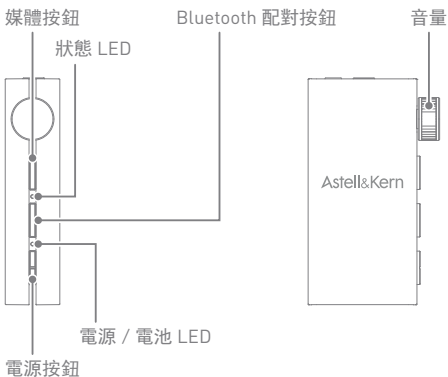 媒體按鈕
Bluetooth 配對按鈕
音量
狀態 LED
Astell&Kern
電源 / 電池 LED
電源按鈕